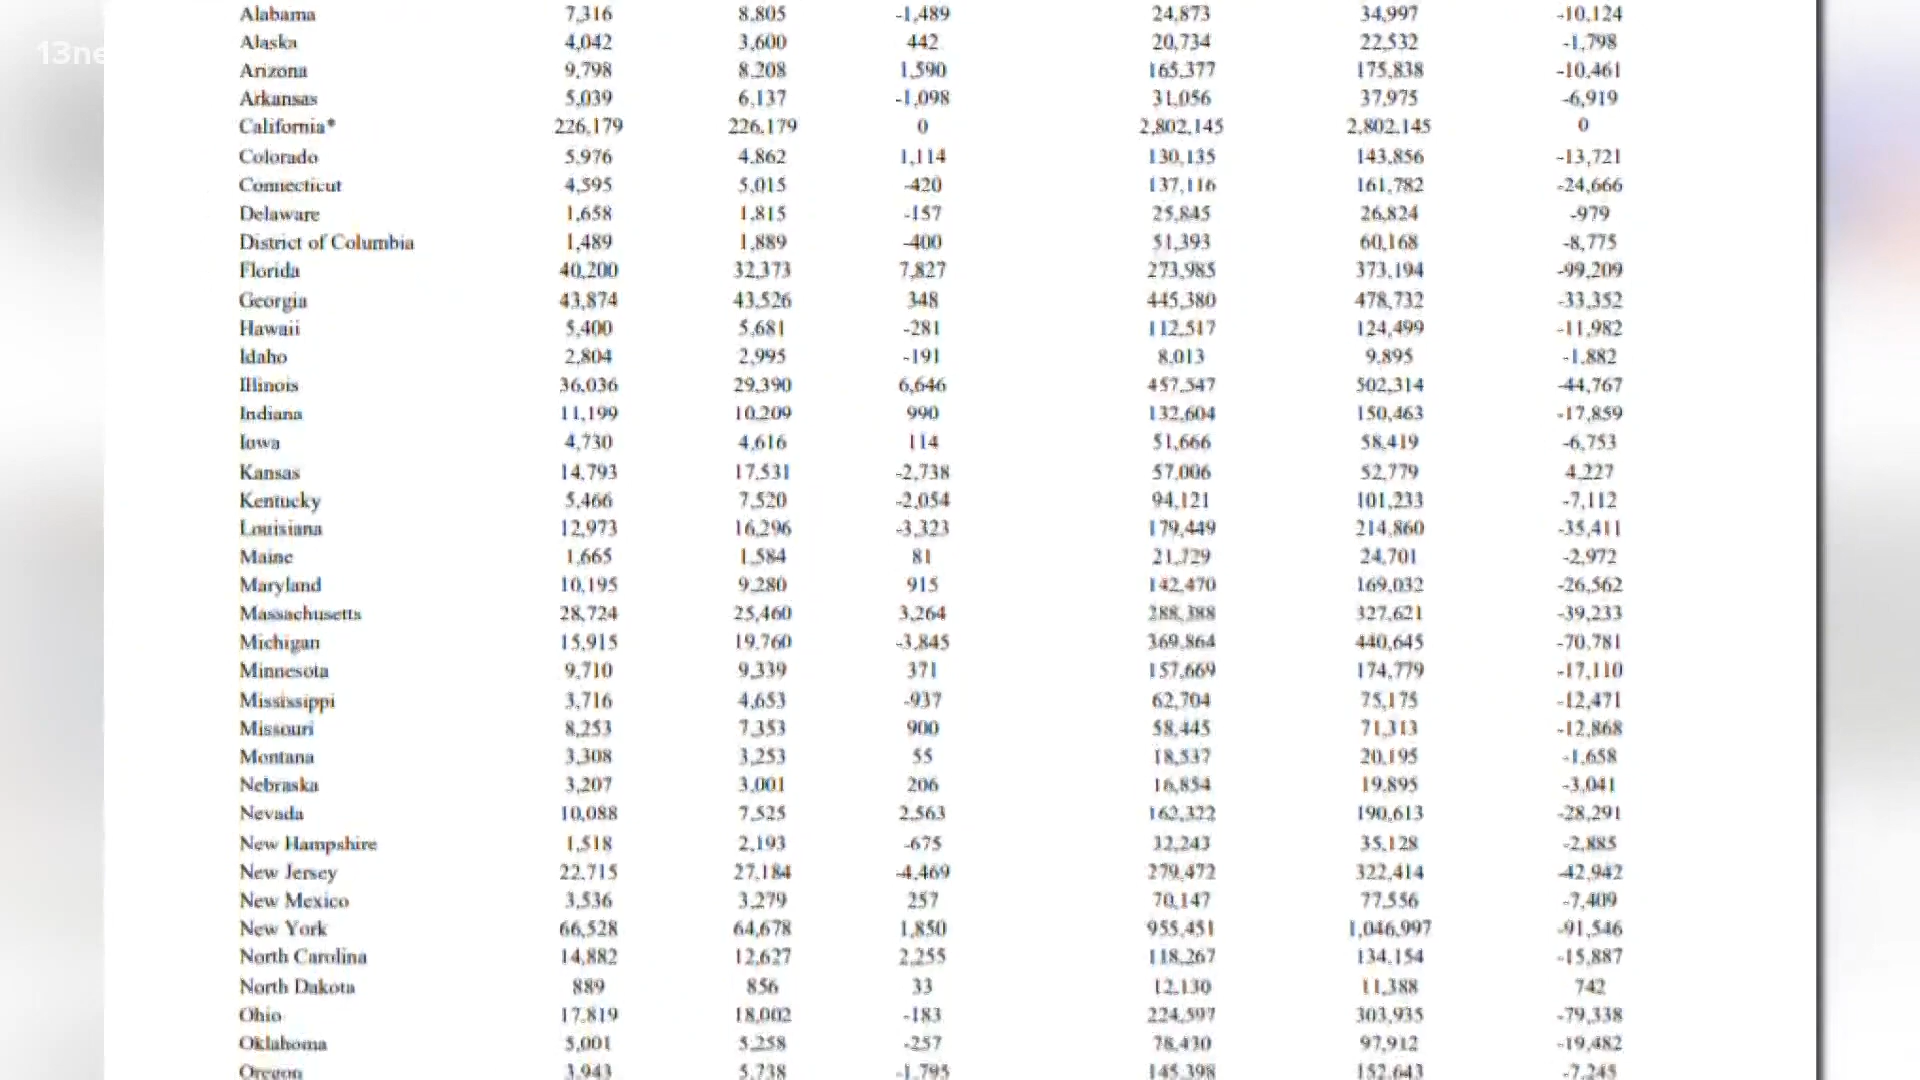 Alabama 7,316 8,805 -1,489 24,873 34,997 -10,124
13ne
Alaska 4,042 3,600 442 20,734 22,532 -1,798
Arizona 9,798 8,208 1,590 165,377 175,838 -10,461
Arkansas 5,039 6,137 -1,098 31,056 37,975 -6,919
California* 226,179 226,179 0 2,802,145 2,802,145 0
Colorado 5,976 4,862 1,114 130,135 143,856 -13,721
Connecticut 4,595 5,015 -420 137,116 161,782 -24,666
Delaware 1,658 1,815 -157 25,845 26,824 -979
District of Columbia 1,489 1,889 -400 51,393 60,168 -8,775
Florida 40,200 32,373 7,827 273,985 373,194 -99,209
Georgia 43,874 43,526 348 445,380 478,732 -33,352
Hawaii 5,400 5,681 -281 112,517 124,499 -11,982
Idaho 2,804 2,995 -191 8,013 9,895 -1,882
Illinois 36,036 29,390 6,646 457,547 502,314 -44,767
Indiana 11,199 10,209 990 132,604 150,463 -17,859
Iowa 4,730 4,616 114 51,666 58,419 -6,753
Kansas 14,793 17,531 -2,738 57,006 52,779 4,227
Kentucky 5,466 7,520 -2,054 94,121 101,233 -7,112
Louisiana 12,973 16,296 -3,323 179,449 214,860 -35,411
Maine 1,665 1,584 81 21,729 24,701 -2,972
Maryland 10,195 9,280 915 142,470 169,032 -26,562
Massachusetts 28,724 25,460 3,264 288,388 327,621 -39,233
Michigan 15,915 19,760 -3,845 369,864 440,645 -70,781
Minnesota 9,710 9,339 371 157,669 174,779 -17,110
Mississippi 3,716 4,653 -937 62,704 75,175 -12,471
Missouri 8,253 7,353 900 58,445 71,313 -12,868
Montana 3,308 3,253 55 18,537 20,195 -1,658
Nebraska 3,207 3,001 206 16,854 19,895 -3,041
Nevada 10,088 7,525 2,563 162,322 190,613 -28,291
New Hampshire 1,518 2,193 -675 32,243 35,128 -2,885
New Jersey 22,715 27,184 -4,469 279,472 322,414 -42,942
New Mexico 3,536 3,279 257 70,147 77,556 -7,409
New York 66,528 64,678 1,850 955,451 1,046,997 -91,546
North Carolina 14,882 12,627 2,255 118,267 134,154 -15,887
North Dakota 889 856 33 12,130 11,388 742
Ohio 17,819 18,002 -183 224,597 303,935 -79,338
Oklahoma 5,001 5,258 -257 78,430 97,912 -19,482
Oregon 3,943 5,738 -1,795 145,398 152,643 -7,245